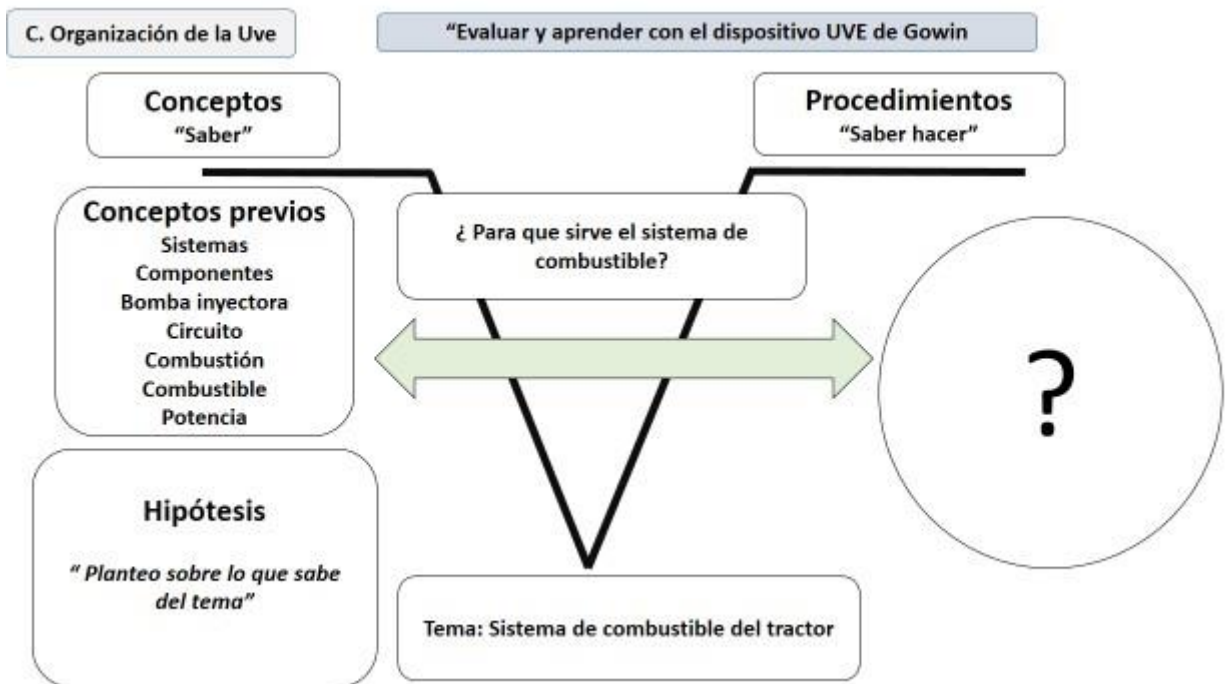 C. Organización de la Uve
“Evaluar y aprender con el dispositivo UVE de Gowin
Conceptos
“Saber”
Procedimientos
“Saber hacer”
Conceptos previos
Sistemas
Componentes
Bomba inyectora
Circuito
Combustión
Combustible
Potencia
¿ Para que sirve el sistema de
combustible?
?
Hipótesis
“ Planteo sobre lo que sabe
del tema”
Tema: Sistema de combustible del tractor